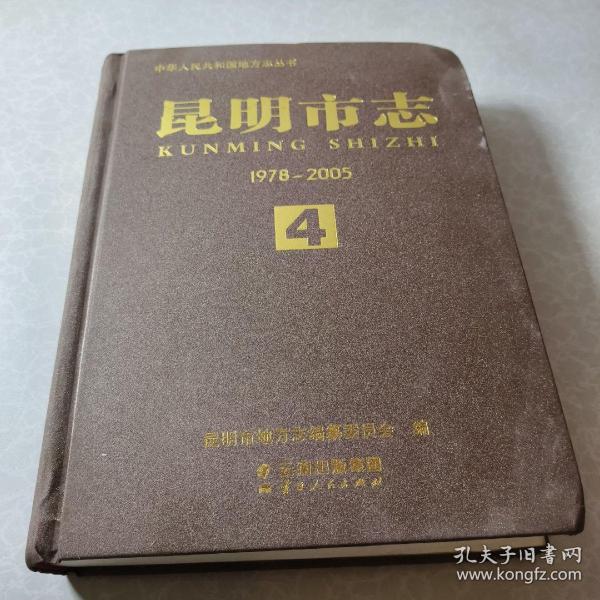 中华人民共和国地方志丛书
昆明市志
KUNMING SHIZHI
1978-2005
4
昆明市地方志编纂委员会 编
云南出版集团
云南人民出版社
孔夫子旧书网
www.kongfz.com